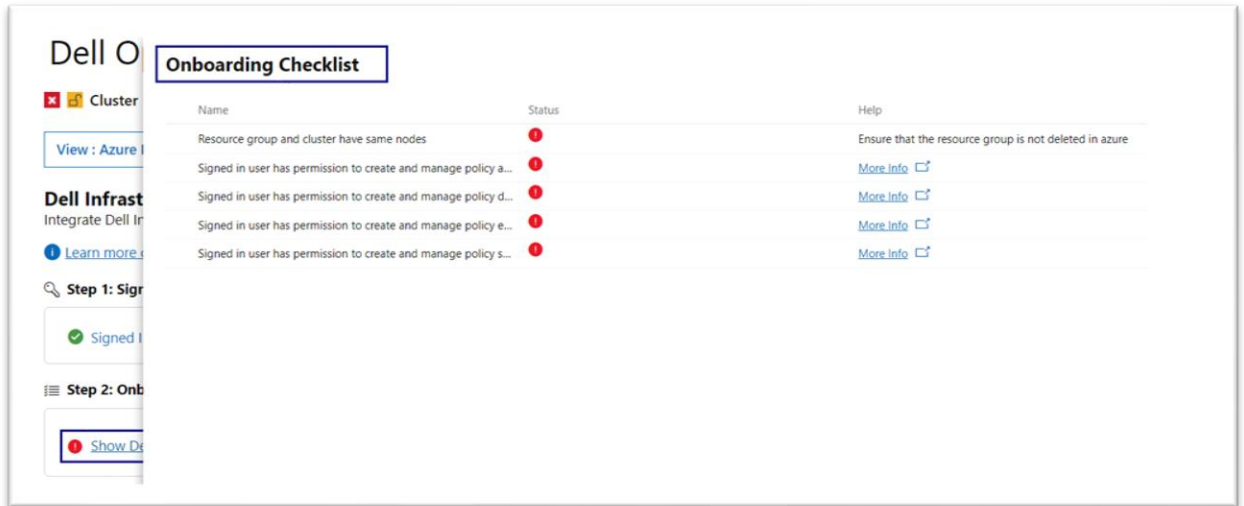 Dell O
Onboarding Checklist
Cluster
Name Status Help
View : Azure
Resource group and cluster have same nodes Ensure that the resource group is not deleted in azure
Signed in user has permission to create and manage policy a... More Info
Dell Infrast
Signed in user has permission to create and manage policy d... More Info
Integrate Dell Ir
Signed in user has permission to create and manage policy e... More Info
Learn more
Signed in user has permission to create and manage policy s... More Info
Step 1: Sigr
Signed I
Step 2: Onb
Show De